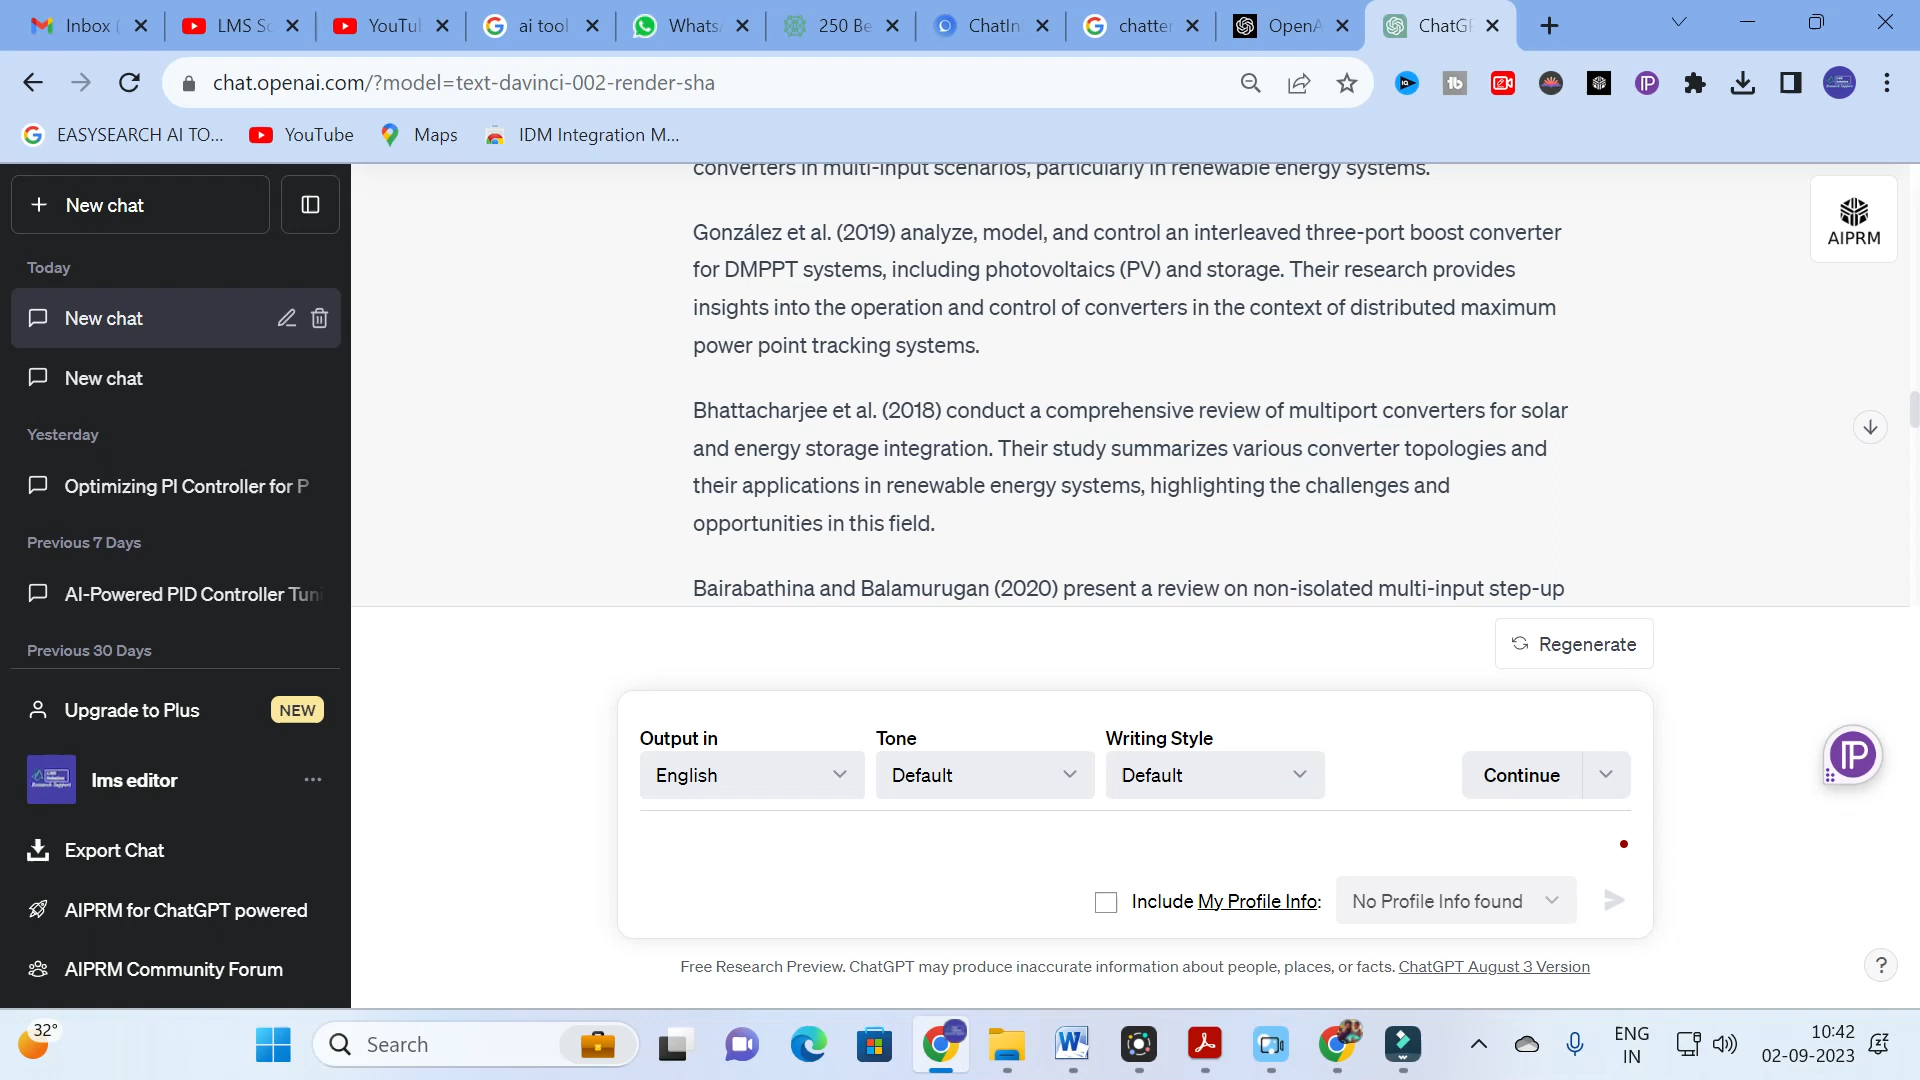 Inbox (
LMS Sc
YouTul
ai tool
Whats
250 Be
ChatIn
chatter
OpenA
ChatGP
chat.openai.com/?model=text-davinci-002-render-sha
EASYSEARCH AI TO...
YouTube
Maps
IDM Integration M...
New chat
Today
New chat
New chat
Yesterday
Optimizing PI Controller for P
Previous 7 Days
AI-Powered PID Controller Tuni
Previous 30 Days
Upgrade to Plus
NEW
lms editor
Export Chat
AIPRM for ChatGPT powered
AIPRM Community Forum
converters in multi-input scenarios, particularly in renewable energy systems.
González et al. (2019) analyze, model, and control an interleaved three-port boost converter
for DMPPT systems, including photovoltaics (PV) and storage. Their research provides
insights into the operation and control of converters in the context of distributed maximum
power point tracking systems.
Bhattacharjee et al. (2018) conduct a comprehensive review of multiport converters for solar
and energy storage integration. Their study summarizes various converter topologies and
their applications in renewable energy systems, highlighting the challenges and
opportunities in this field.
Bairabathina and Balamurugan (2020) present a review on non-isolated multi-input step-up
AIPRM
Regenerate
Output in
Tone
Writing Style
English
Default
Default
Continue
Include My Profile Info:
No Profile Info found
Free Research Preview. ChatGPT may produce inaccurate information about people, places, or facts. ChatGPT August 3 Version
IP
?
32°
Search
ENG
IN
10:42
02-09-2023